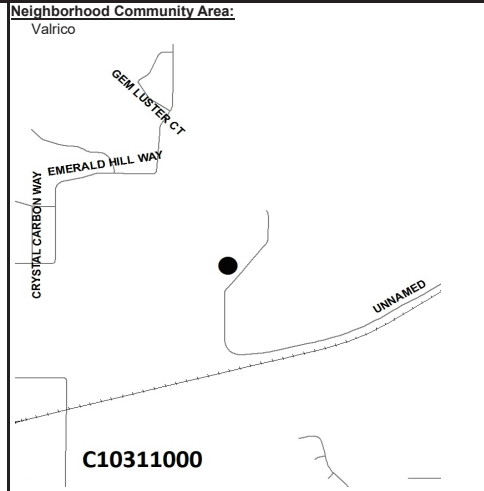 Neighborhood Community Area:
Valrico
GEM LUSTER CT
EMERALD HILL WAY
CRYSTAL CARBON WAY
UNNAMED
C10311000